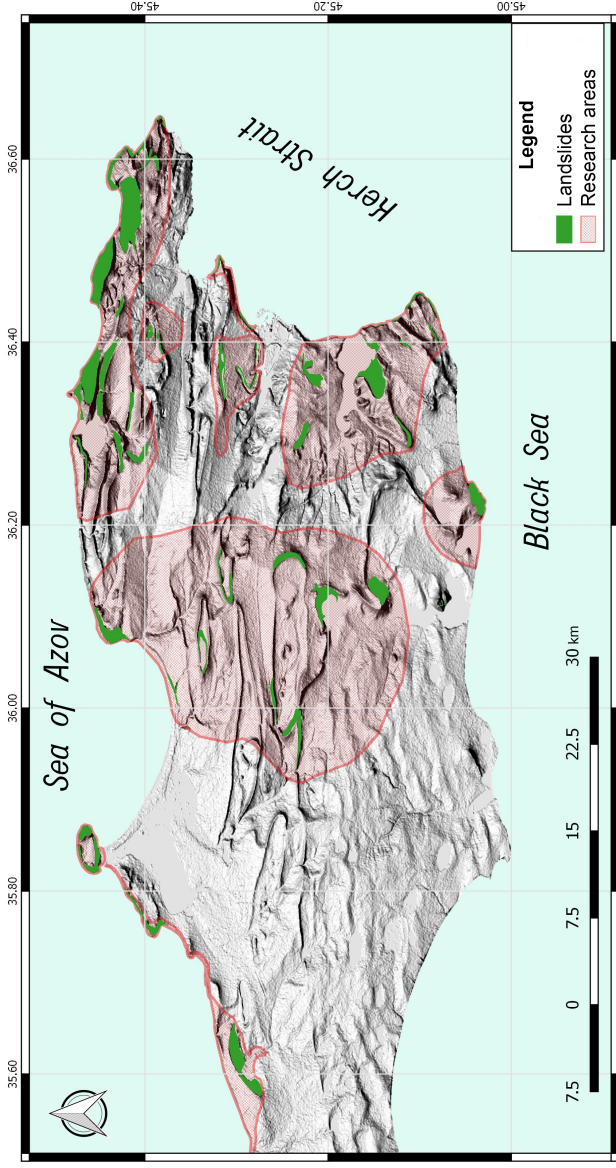 45.40
45.20
45.00
36.60
36.40
36.20
36.00
35.80
35.60
Sea of Azov
Kerch Strait
Black Sea
Legend
Landslides
Research areas
7.5 0 7.5 15 22.5 30 km